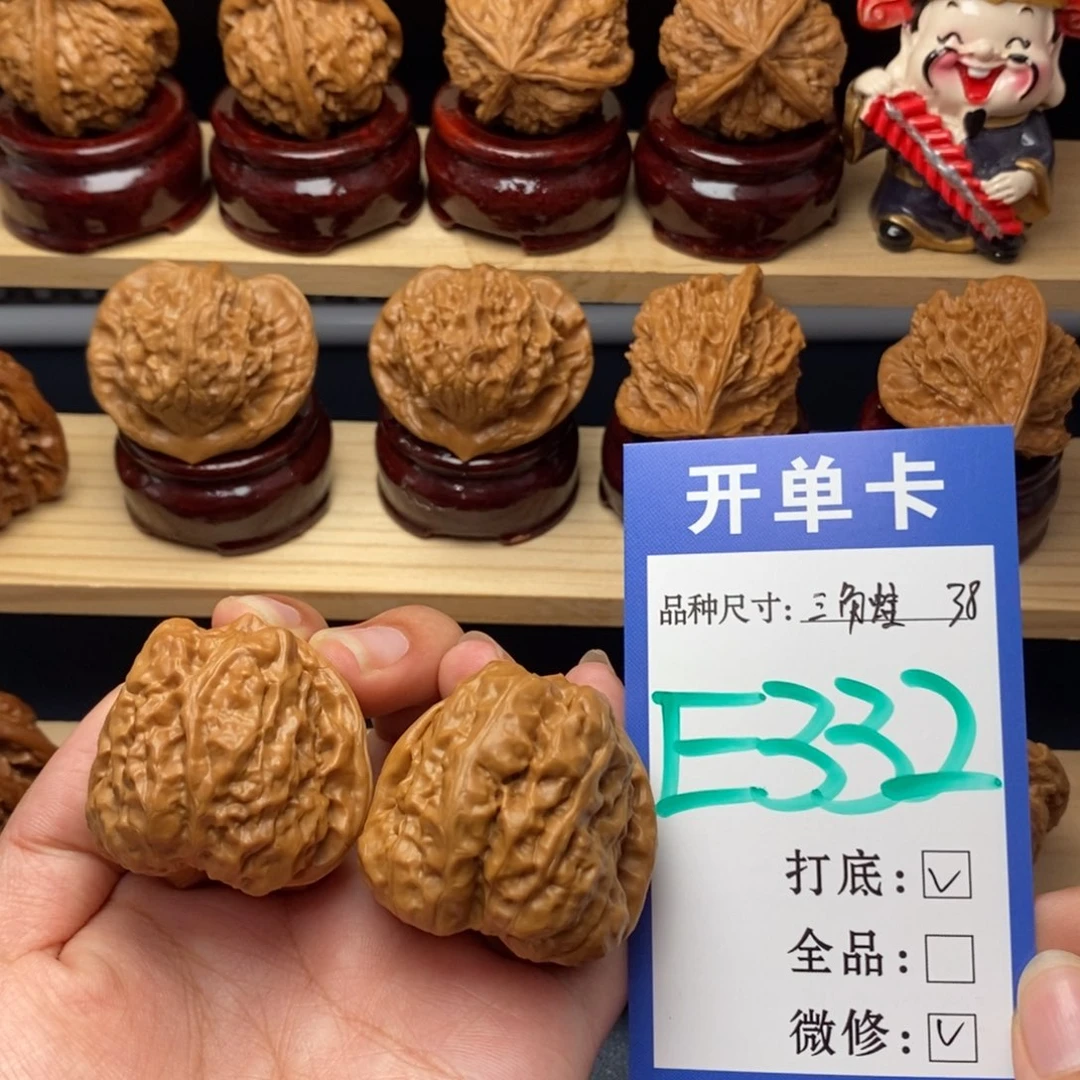 开单卡
品种尺寸：三角蛙 38
E332
打底：☑
全品：☐
微修：☑